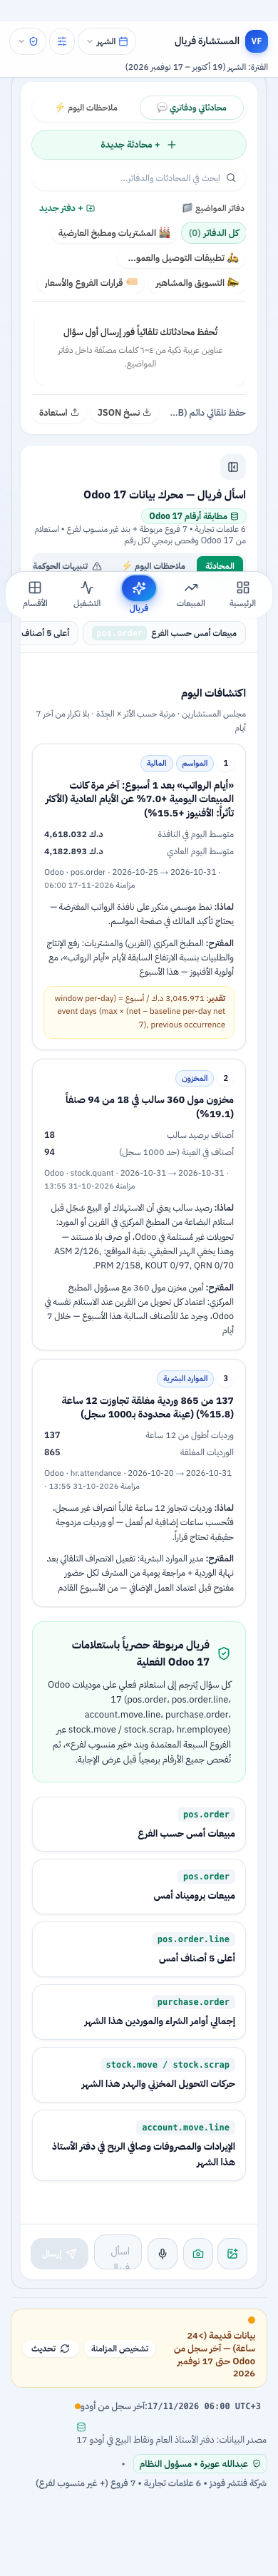 VF المستشارة فريال
الشهر
الفترة: الشهر (19 أكتوبر – 17 نوفمبر 2026)
محادثاتي ودفاتري 💬
ملاحظات اليوم ⚡
+ + محادثة جديدة
ابحث في المحادثات والدفاتر...
دفاتر المواضيع 🗂️
+ دفتر جديد
كل الدفاتر (0)
🏭 المشتريات ومطبخ العارضية
🛵 تطبيقات التوصيل والعمو...
📣 التسويق والمشاهير
🏷️ قرارات الفروع والأسعار
تُحفظ محادثاتك تلقائياً فور إرسال أول سؤال
عناوين عربية ذكية من ٤–٦ كلمات مصنّفة داخل دفاتر
المواضيع.
حفظ تلقائي دائم (B...
نسخ JSON
استعادة
اسأل فريال — محرك بيانات Odoo 17
مطابقة أرقام Odoo 17
6 علامات تجارية • 7 فروع مربوطة + بند غير منسوب لفرع • استعلام
من Odoo 17 وفحص برمجي لكل رقم
المحادثة
ملاحظات اليوم ⚡
تنبيهات الحوكمة
الرئيسية
المبيعات
فريال
التشغيل
الأقسام
مبيعات أمس حسب الفرع pos.order
أعلى 5 أصناف
اكتشافات اليوم
مجلس المستشارين · مرتبة حسب الأثر × الجِدّة · بلا تكرار من آخر 7
أيام
1 المواسم المالية
«أيام الرواتب» بعد 1 أسبوع: آخر مرة كانت
المبيعات اليومية +7.0% عن الأيام العادية (الأكثر
تأثراً: الأفنيوز +15.5%)
متوسط اليوم في النافذة
د.ك 4,618.032
متوسط اليوم العادي
د.ك 4,182.893
Odoo · pos.order · 2026-10-25 → 2026-10-31 ·
مزامنة 2026-11-17 06:00
لماذا: نمط موسمي متكرر على نافذة الرواتب المفترضة —
يحتاج تأكيد المالك في صفحة المواسم.
المقترح: المطبخ المركزي (القرين) والمشتريات: رفع الإنتاج
والطلبيات بنسبة الارتفاع السابقة لأيام «أيام الرواتب»، مع
أولوية الأفنيوز — هذا الأسبوع
تقدير: 3,045.971 د.ك / أسبوع = (window per-day
net − baseline per-day net) × event days (max
7), previous occurrence
2 المخزون
مخزون مول 360 سالب في 18 من 94 صنفاً
(19.1%)
أصناف برصيد سالب
18
أصناف في العينة (حد 1000 سجل)
94
Odoo · stock.quant · 2026-10-31 → 2026-10-31 ·
مزامنة 2026-10-31 13:55
لماذا: رصيد سالب يعني أن الاستهلاك أو البيع سُجّل قبل
استلام البضاعة من المطبخ المركزي في القرين أو المورد:
تحويلات غير مُستلمة في Odoo، أو صرف بلا مستند —
وهذا يخفي الهدر الحقيقي. بقية المواقع: ASM 2/126,
PRM 2/158, KOUT 0/97, QRN 0/70.
المقترح: أمين مخزن مول 360 مع مسؤول المطبخ
المركزي: اعتماد كل تحويل من القرين عند الاستلام نفسه في
Odoo، وجرد عدّ للأصناف السالبة هذا الأسبوع — خلال 7
أيام
3 الموارد البشرية
137 من 865 وردية مغلقة تجاوزت 12 ساعة
(15.8%) (عينة محدودة بـ1000 سجل)
ورديات أطول من 12 ساعة
137
الورديات المغلقة
865
Odoo · hr.attendance · 2026-10-20 → 2026-10-31
· مزامنة 2026-10-31 13:55
لماذا: ورديات تتجاوز 12 ساعة غالباً انصراف غير مسجل،
فتُحسب ساعات إضافية لم تُعمل — أو ورديات مزدوجة
حقيقية تحتاج قراراً.
المقترح: مدير الموارد البشرية: تفعيل الانصراف التلقائي بعد
نهاية الوردية + مراجعة يومية من المشرف لكل حضور
مفتوح قبل اعتماد العمل الإضافي — من الأسبوع القادم
فريال مربوطة حصرياً باستعلامات
Odoo 17 الفعلية
كل سؤال يُترجم إلى استعلام فعلي على موديلات Odoo
17 (pos.order، pos.order.line،
account.move.line، purchase.order،
stock.move / stock.scrap، hr.employee) عبر
الفروع السبعة المعتمدة وبند «غير منسوب لفرع»، ثم
تُفحص جميع الأرقام برمجياً قبل عرض الإجابة.
pos.order
مبيعات أمس حسب الفرع
pos.order
مبيعات بروميناد أمس
pos.order.line
أعلى 5 أصناف أمس
purchase.order
إجمالي أوامر الشراء والموردين هذا الشهر
stock.move / stock.scrap
حركات التحويل المخزني والهدر هذا الشهر
account.move.line
الإيرادات والمصروفات وصافي الربح في دفتر الأستاذ
هذا الشهر
اسأل
فريال
إرسال
بيانات قديمة (>24
ساعة) — آخر سجل من
Odoo حتى 17 نوفمبر
2026
تشخيص المزامنة
تحديث
آخر سجل من أودو: 17/11/2026 06:00 UTC+3
مصدر البيانات: دفتر الأستاذ العام ونقاط البيع في أودو 17
عبدالله عويرة • مسؤول النظام •
شركة فنتشر فودز • 6 علامات تجارية • 7 فروع (+ غير منسوب لفرع)